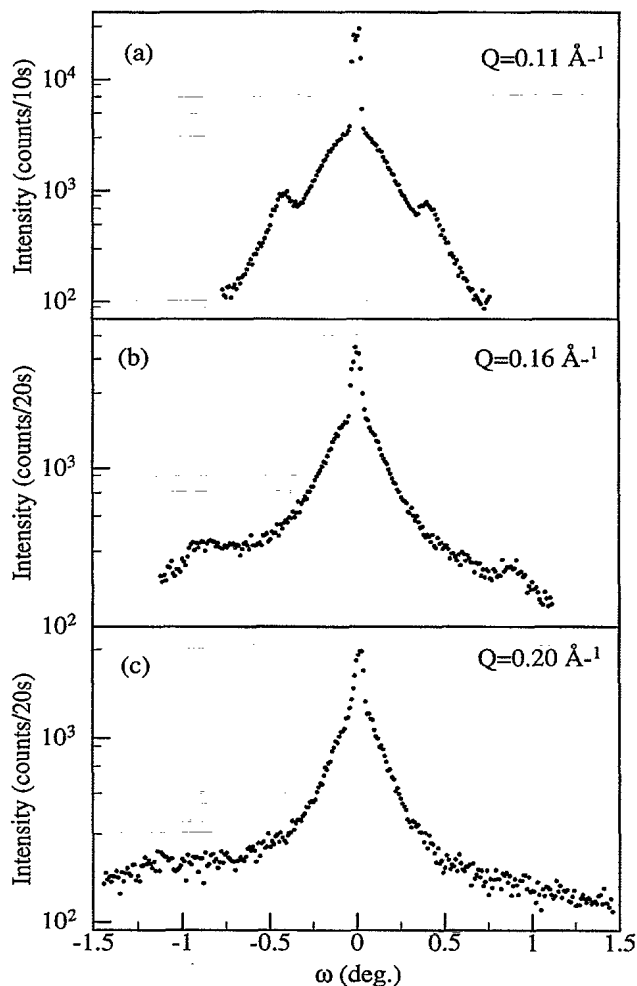 (a)
Q=0.11 Å-1
Intensity (counts/10s)
10^4
10^3
10^2
(b)
Q=0.16 Å-1
Intensity (counts/20s)
10^3
10^2
(c)
Q=0.20 Å-1
Intensity (counts/20s)
10^3
10^2
-1.5 -1 -0.5 0 0.5 1 1.5
ω (deg.)